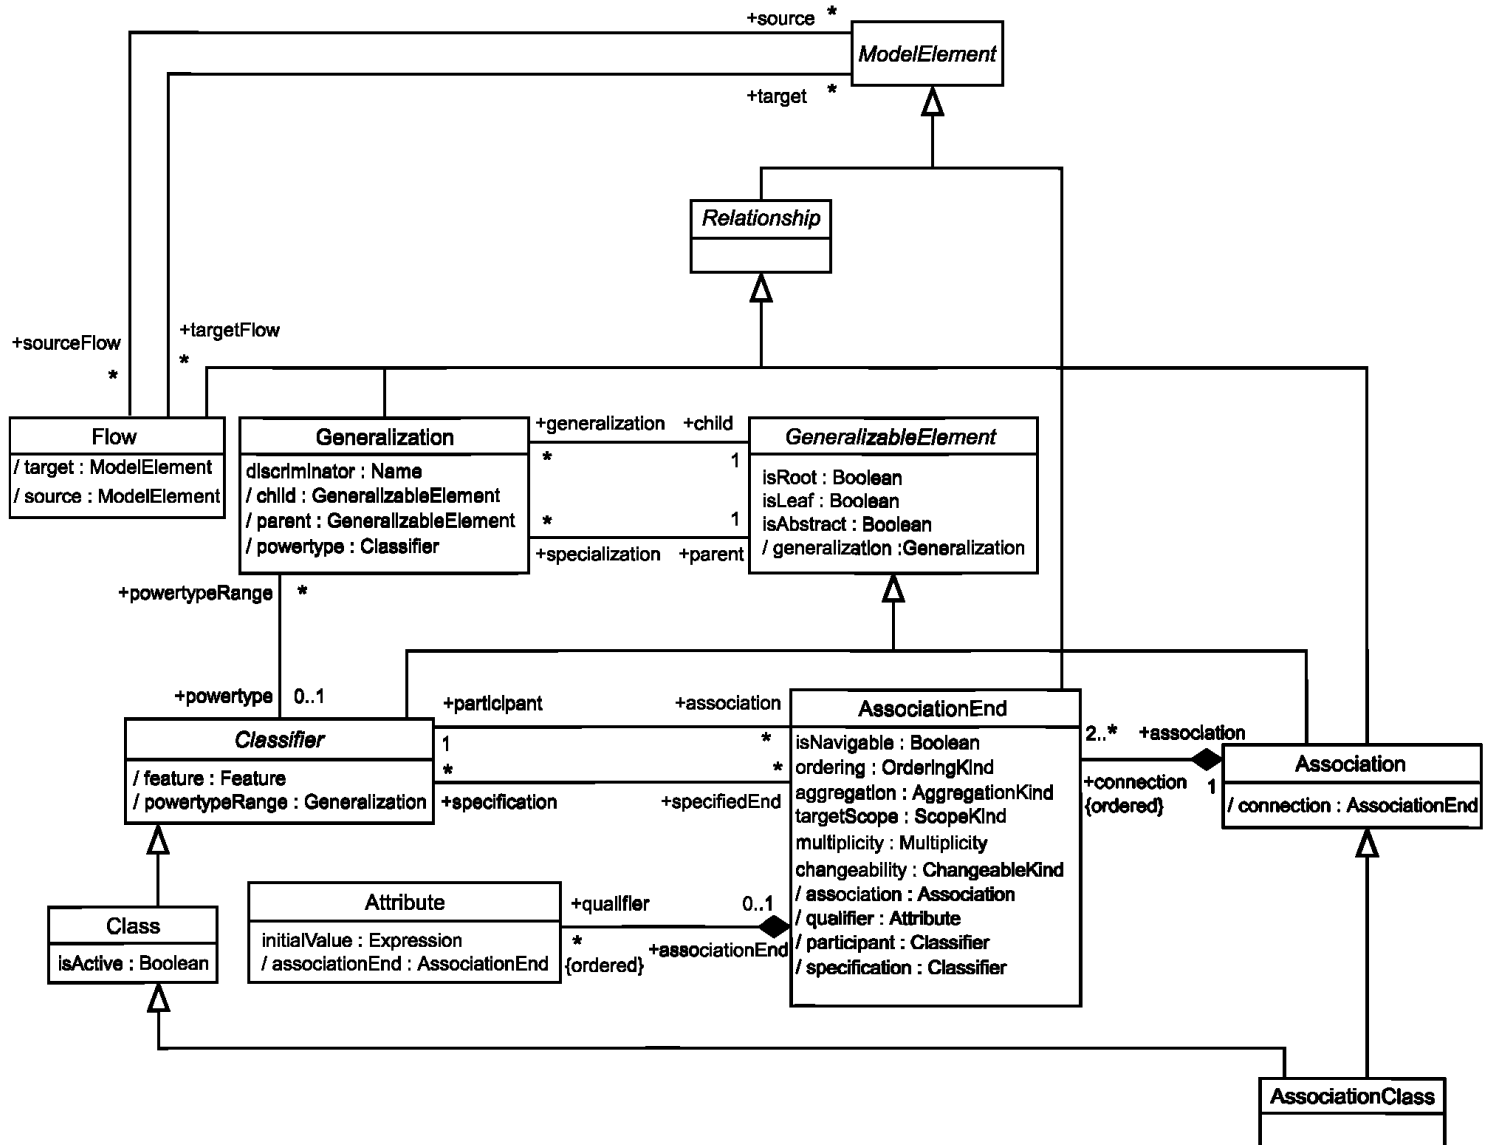 +source *
ModelElement
+target *
Relationship
+sourceFlow
*
+targetFlow
*
Flow
/ target : ModelElement
/ source : ModelElement
Generalization
discriminator : Name
/ child : GeneralizableElement
/ parent : GeneralizableElement
/ powertype : Classifier
+generalization +child
* 1
* 1
+specialization +parent
GeneralizableElement
isRoot : Boolean
isLeaf : Boolean
isAbstract : Boolean
/ generalization :Generalization
+powertypeRange *
+powertype 0..1
Classifier
/ feature : Feature
/ powertypeRange : Generalization
+participant +association
1 *
* *
+specification +specifiedEnd
AssociationEnd
isNavigable : Boolean
ordering : OrderingKind
aggregation : AggregationKind
targetScope : ScopeKind
multiplicity : Multiplicity
changeability : ChangeableKind
/ association : Association
/ qualifier : Attribute
/ participant : Classifier
/ specification : Classifier
2..* +association
+connection 1
{ordered}
Association
/ connection : AssociationEnd
Class
isActive : Boolean
Attribute
initialValue : Expression
/ associationEnd : AssociationEnd
+qualifier 0..1
* +associationEnd
{ordered}
AssociationClass